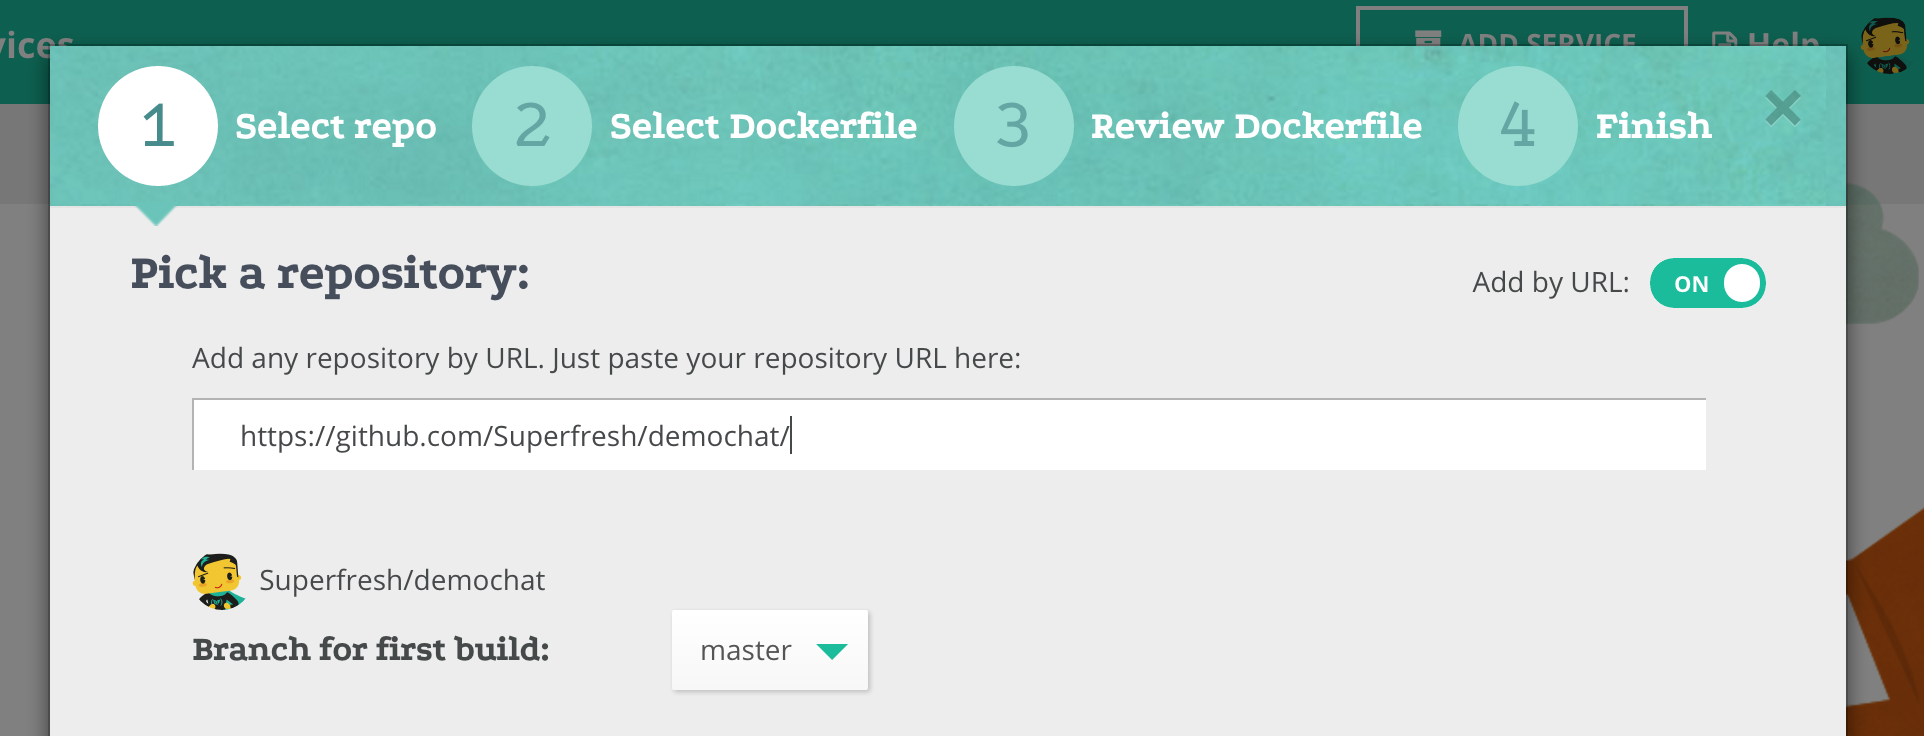 ADD SERVICE
Help
1 Select repo 2 Select Dockerfile 3 Review Dockerfile 4 Finish
Pick a repository:
Add by URL: ON
Add any repository by URL. Just paste your repository URL here:
https://github.com/Superfresh/demochat/
Superfresh/demochat
Branch for first build: master